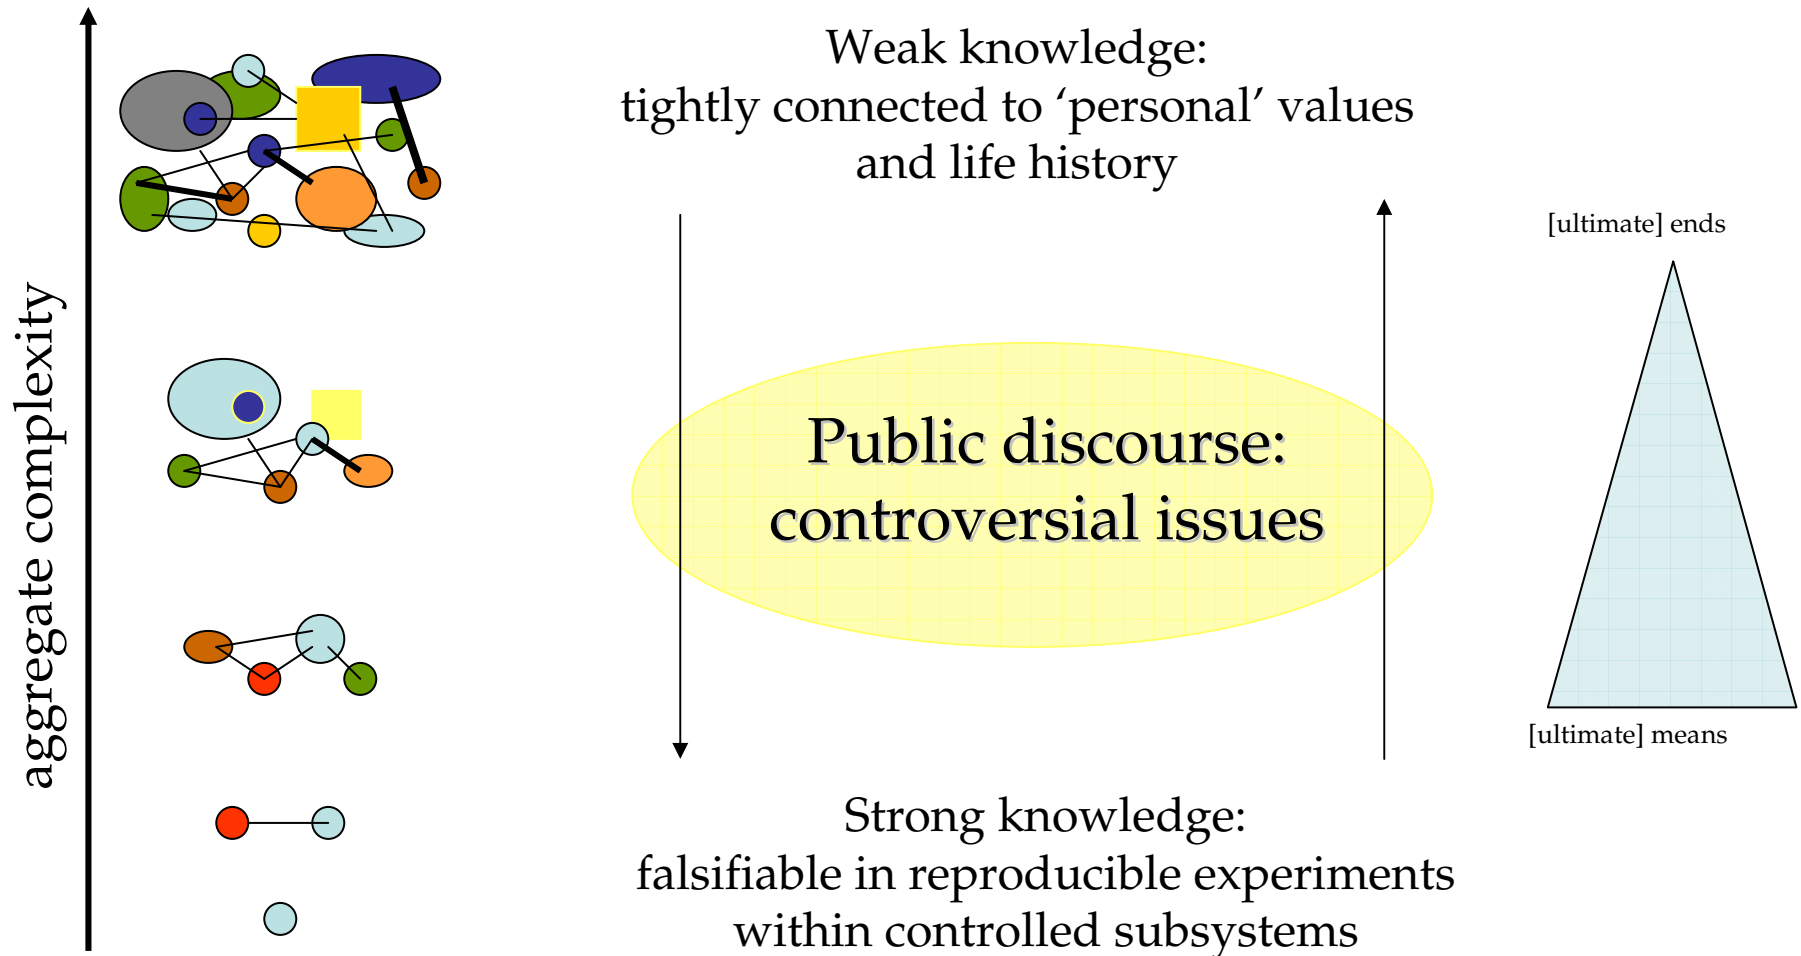 Weak knowledge:
tightly connected to ‘personal’ values
and life history
[ultimate] ends
aggregate complexity
Public discourse:
controversial issues
[ultimate] means
Strong knowledge:
falsifiable in reproducible experiments
within controlled subsystems